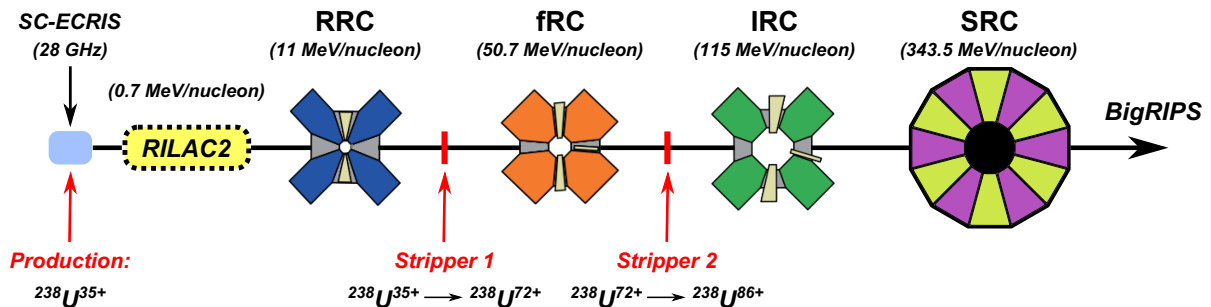 SC-ECRIS
(28 GHz)
(0.7 MeV/nucleon)
RILAC2
RRC
(11 MeV/nucleon)
fRC
(50.7 MeV/nucleon)
IRC
(115 MeV/nucleon)
SRC
(343.5 MeV/nucleon)
BigRIPS
Production:
²³⁸U³⁵⁺
Stripper 1
²³⁸U³⁵⁺ → ²³⁸U⁷²⁺
Stripper 2
²³⁸U⁷²⁺ → ²³⁸U⁸⁶⁺